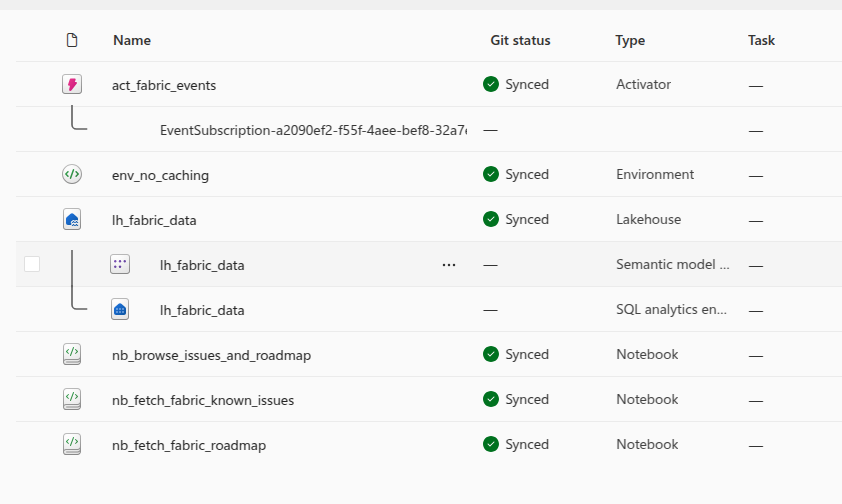 Name Git status Type Task
act_fabric_events Synced Activator —
EventSubscription-a2090ef2-f55f-4aee-bef8-32a7 — —
env_no_caching Synced Environment —
lh_fabric_data Synced Lakehouse —
lh_fabric_data ... — Semantic model ... —
lh_fabric_data — SQL analytics en... —
nb_browse_issues_and_roadmap Synced Notebook —
nb_fetch_fabric_known_issues Synced Notebook —
nb_fetch_fabric_roadmap Synced Notebook —